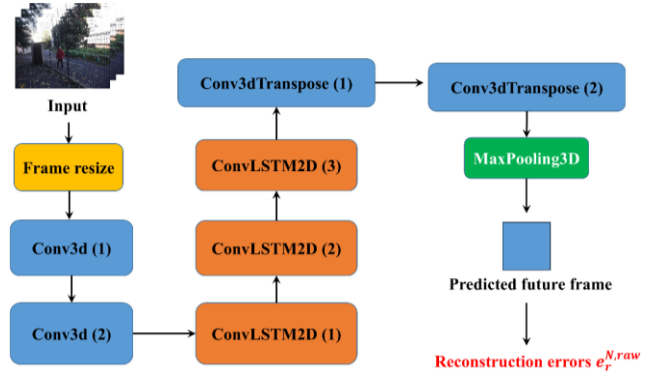 Input
Frame resize
Conv3d (1)
Conv3d (2)
ConvLSTM2D (1)
ConvLSTM2D (2)
ConvLSTM2D (3)
Conv3dTranspose (1)
Conv3dTranspose (2)
MaxPooling3D
Predicted future frame
Reconstruction errors $e_r^{N,raw}$